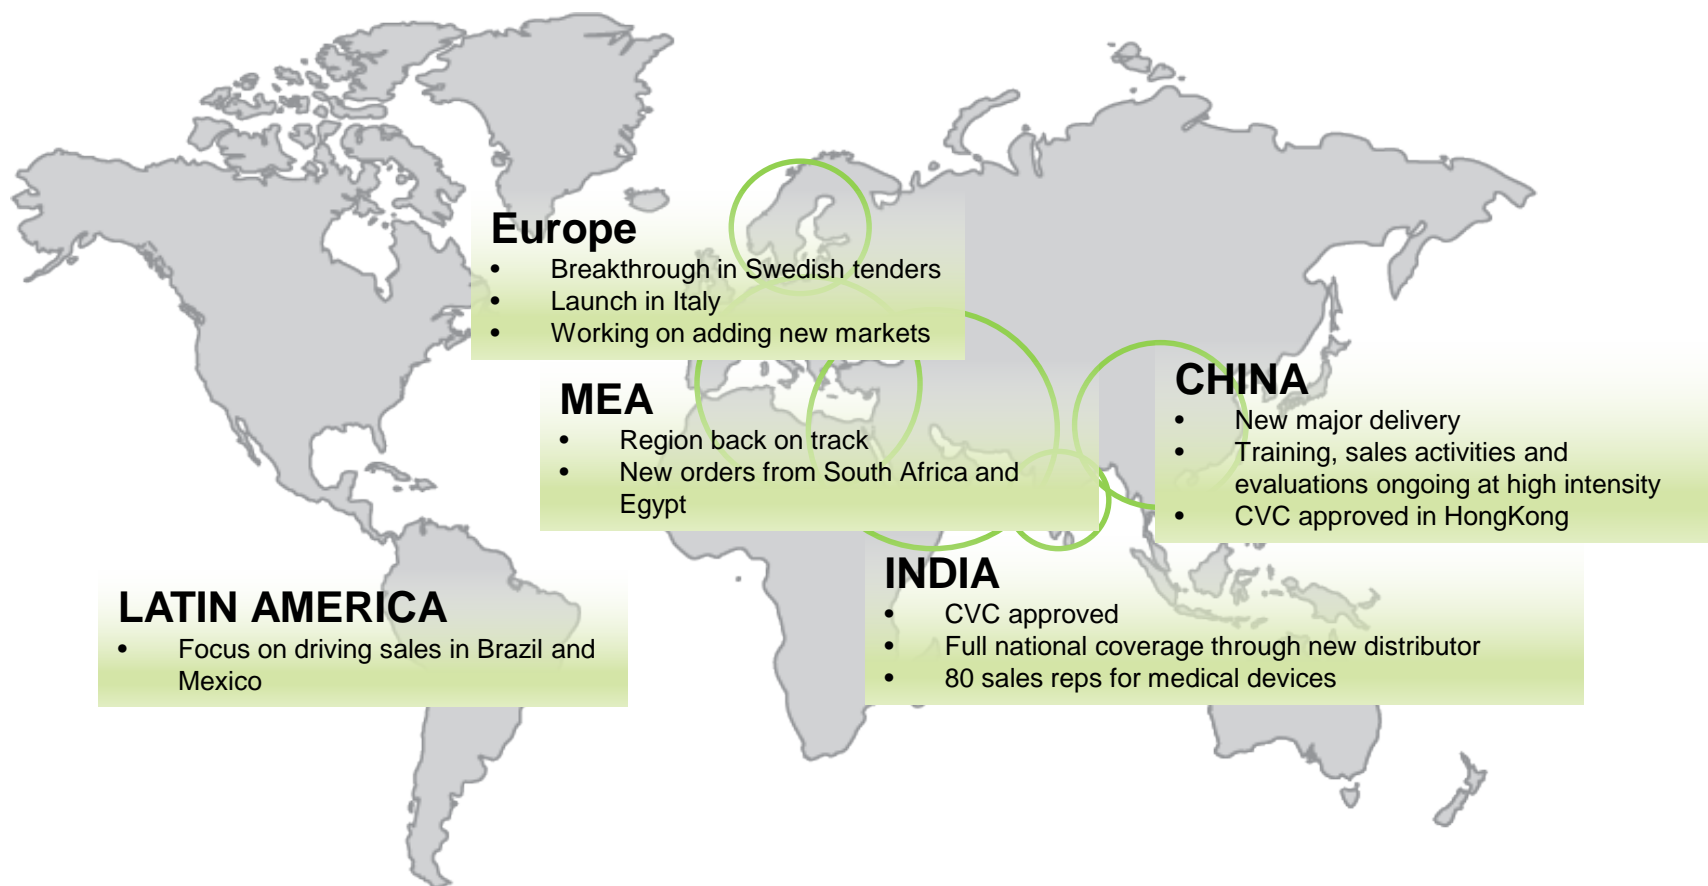 Europe
• Breakthrough in Swedish tenders
• Launch in Italy
• Working on adding new markets
MEA
• Region back on track
• New orders from South Africa and
Egypt
CHINA
• New major delivery
• Training, sales activities and
evaluations ongoing at high intensity
• CVC approved in HongKong
LATIN AMERICA
• Focus on driving sales in Brazil and
Mexico
INDIA
• CVC approved
• Full national coverage through new distributor
• 80 sales reps for medical devices